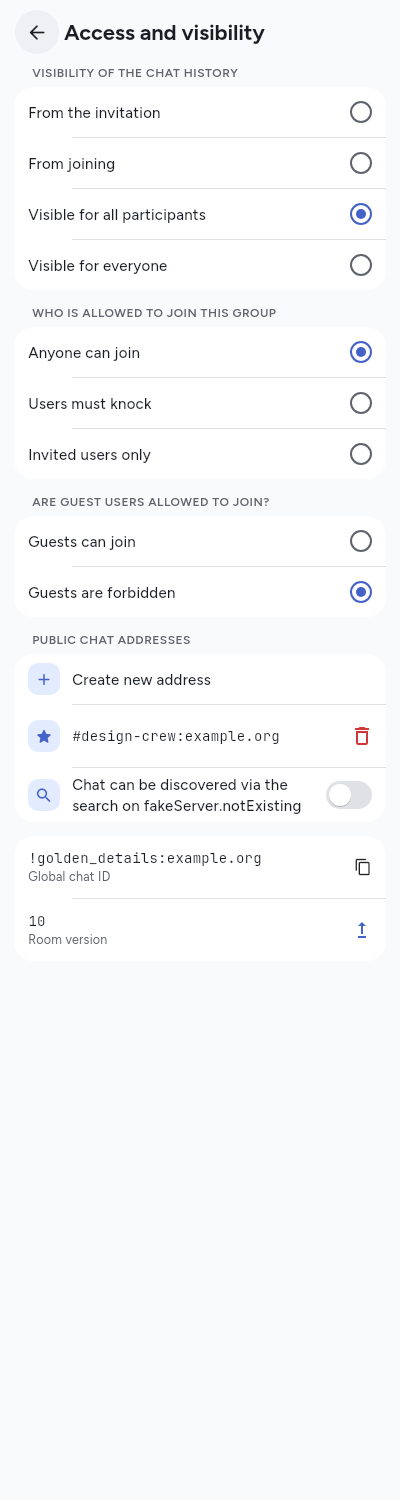 Access and visibility
VISIBILITY OF THE CHAT HISTORY
From the invitation
From joining
Visible for all participants
Visible for everyone
WHO IS ALLOWED TO JOIN THIS GROUP
Anyone can join
Users must knock
Invited users only
ARE GUEST USERS ALLOWED TO JOIN?
Guests can join
Guests are forbidden
PUBLIC CHAT ADDRESSES
Create new address
#design-crew:example.org
Chat can be discovered via the
search on fakeServer.notExisting
!golden_details:example.org
Global chat ID
10
Room version